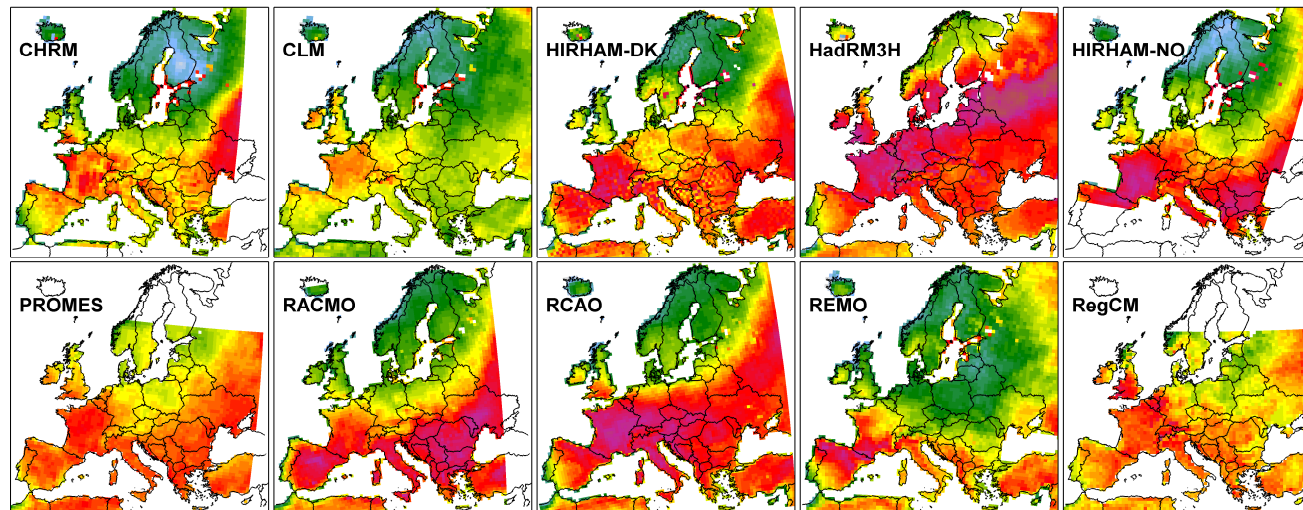 CHRM
CLM
HIRHAM-DK
HadRM3H
HIRHAM-NO
PROMES
RACMO
RCAO
REMO
RegCM